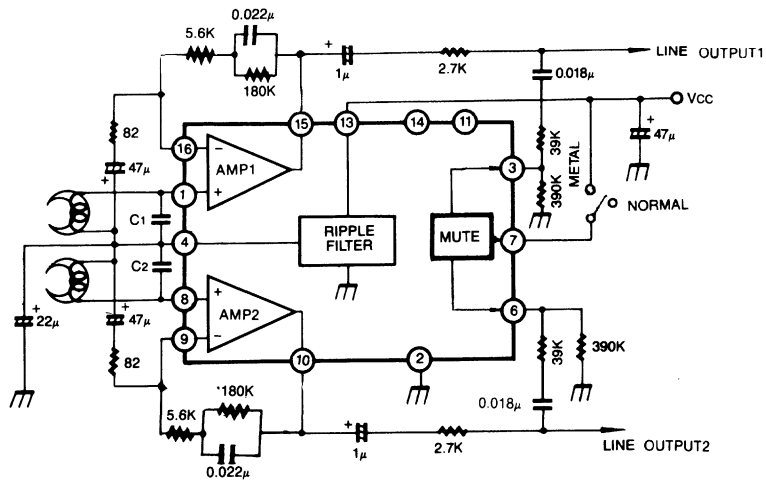 0.022μ
5.6K
180K
+
1μ
2.7K
LINE OUTPUT1
0.018μ
Vcc
15
13
14
11
82
16
−
AMP1
+
47μ
39K
METAL
+
47μ
3
1
+
390K
NORMAL
C1
RIPPLE
FILTER
MUTE
4
7
C2
8
+
AMP2
6
+
22μ
+
47μ
9
−
82
39K
390K
10
2
180K
5.6K
0.018μ
+
1μ
2.7K
LINE OUTPUT2
0.022μ